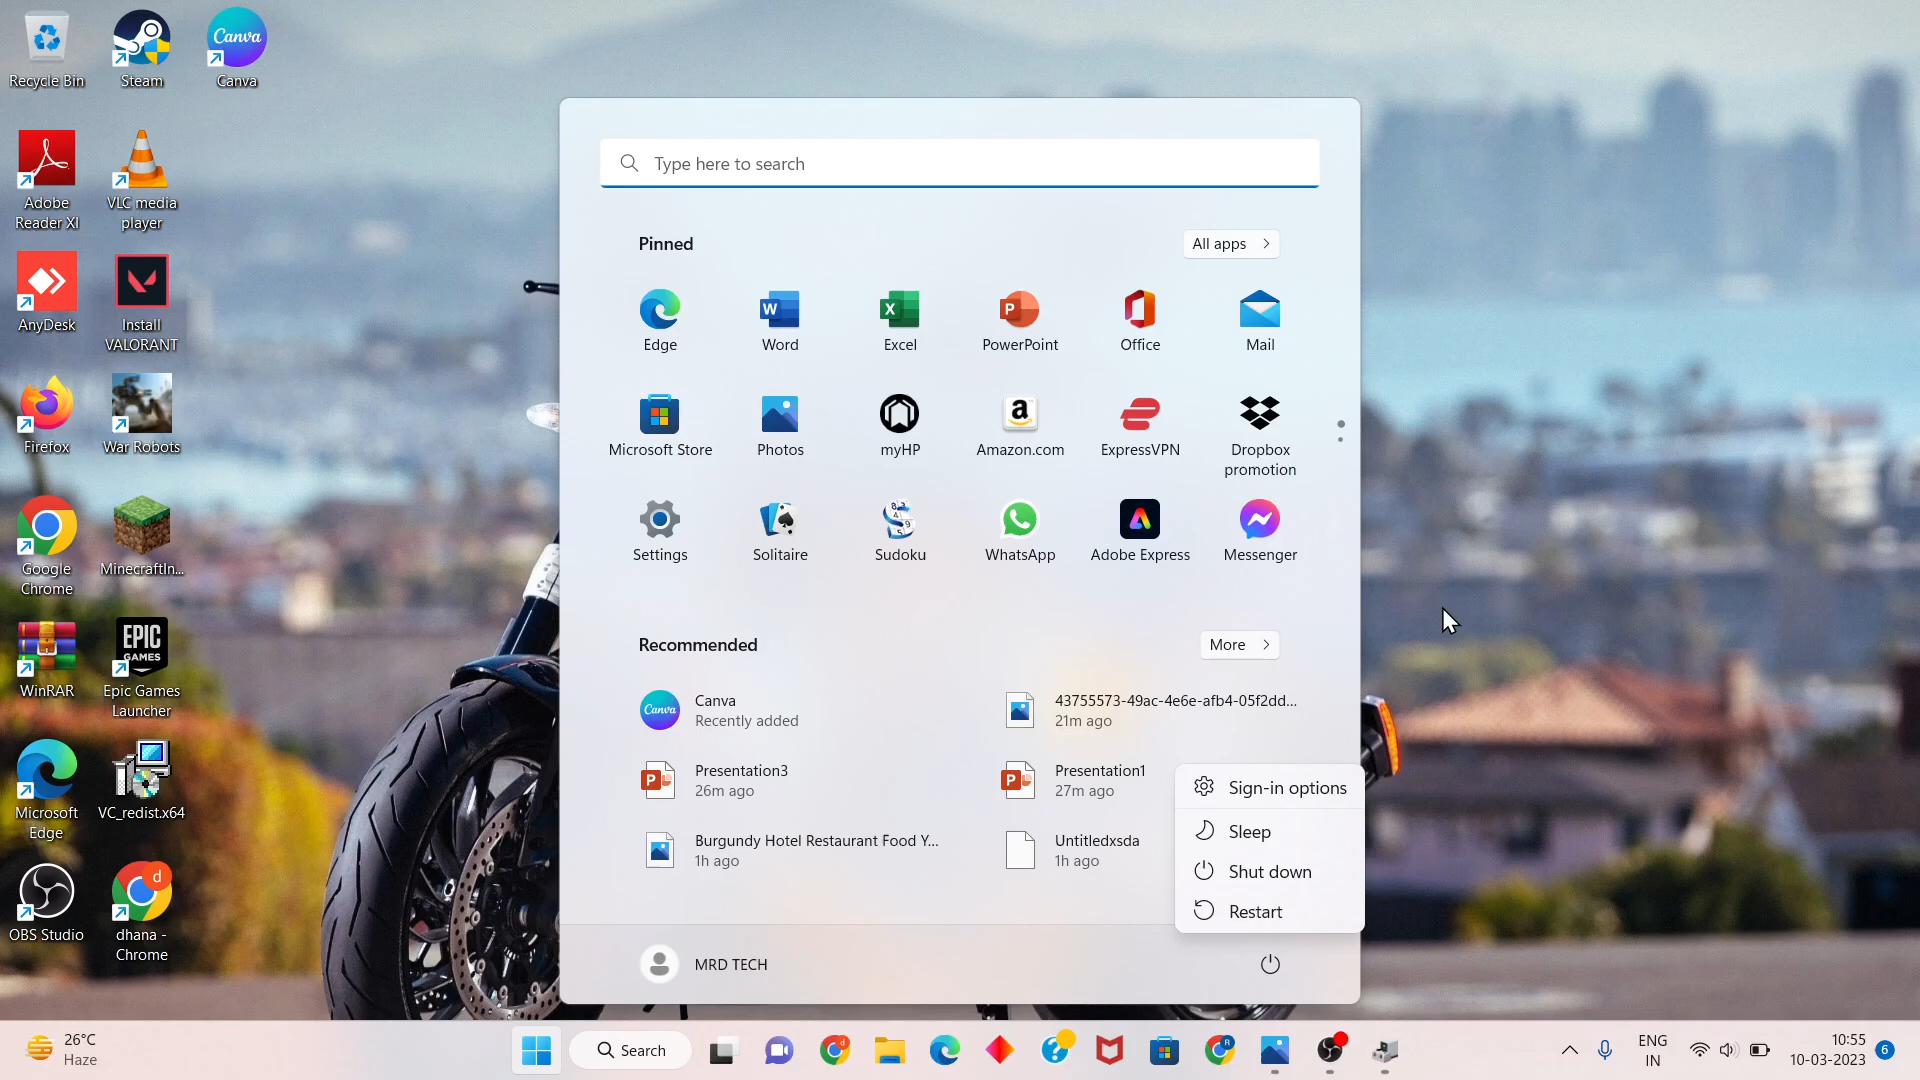 Recycle Bin
Steam
Canva
Canva
Adobe
Reader XI
VLC media
player
AnyDesk
Install
VALORANT
Firefox
War Robots
Google
Chrome
MinecraftIn...
WinRAR
EPIC
GAMES
Epic Games
Launcher
Microsoft
Edge
VC_redist.x64
OBS Studio
d
dhana -
Chrome
Type here to search
Pinned
All apps
Edge
Word
Excel
PowerPoint
Office
Mail
Microsoft Store
Photos
myHP
Amazon.com
ExpressVPN
Dropbox
promotion
Settings
Solitaire
Sudoku
WhatsApp
Adobe Express
Messenger
Recommended
More
Canva
Canva
Recently added
43755573-49ac-4e6e-afb4-05f2dd...
21m ago
Presentation3
26m ago
Presentation1
27m ago
Burgundy Hotel Restaurant Food Y...
1h ago
Untitledxsda
1h ago
Sign-in options
Sleep
Shut down
Restart
MRD TECH
26°C
Haze
Search
ENG
IN
10:55
10-03-2023
6